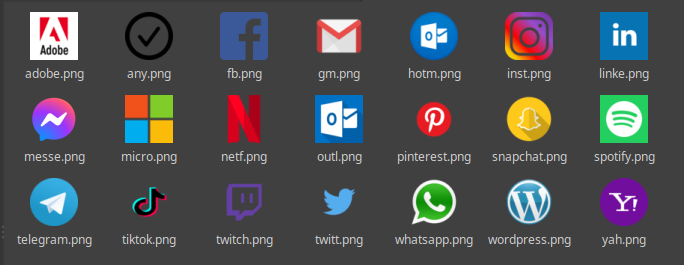 Adobe
adobe.png any.png fb.png gm.png hotm.png inst.png linke.png
messe.png micro.png netf.png outl.png pinterest.png snapchat.png spotify.png
telegram.png tiktok.png twitch.png twitt.png whatsapp.png wordpress.png yah.png